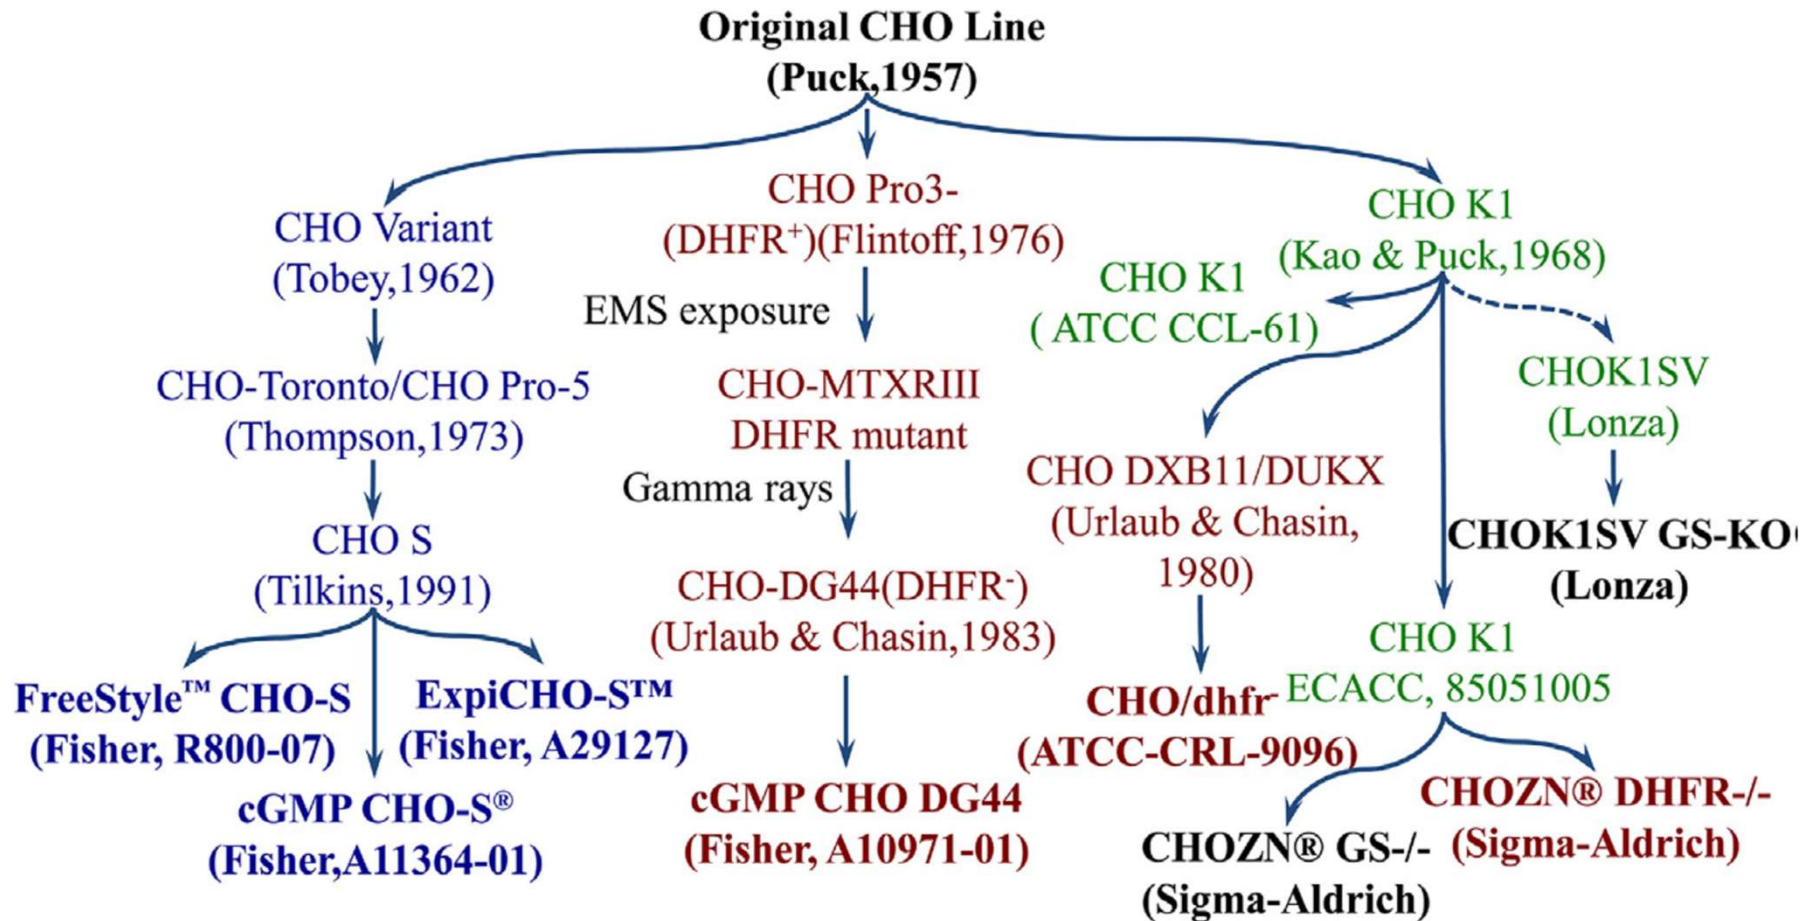 Original CHO Line
(Puck,1957)
CHO Variant
(Tobey,1962)
CHO-Toronto/CHO Pro-5
(Thompson,1973)
CHO S
(Tilkins,1991)
FreeStyle™ CHO-S
(Fisher, R800-07)
ExpiCHO-S™
(Fisher, A29127)
cGMP CHO-S®
(Fisher,A11364-01)
CHO Pro3-
(DHFR⁺)(Flintoff,1976)
EMS exposure
CHO-MTXRIII
DHFR mutant
Gamma rays
CHO-DG44(DHFR⁻)
(Urlaub & Chasin,1983)
cGMP CHO DG44
(Fisher, A10971-01)
CHO K1
(Kao & Puck,1968)
CHO K1
( ATCC CCL-61)
CHO DXB11/DUKX
(Urlaub & Chasin,
1980)
CHO/dhfr⁻
(ATCC-CRL-9096)
CHOK1SV
(Lonza)
CHOK1SV GS-KO
(Lonza)
CHO K1
ECACC, 85051005
CHOZN® GS-/-
(Sigma-Aldrich)
CHOZN® DHFR-/-
(Sigma-Aldrich)